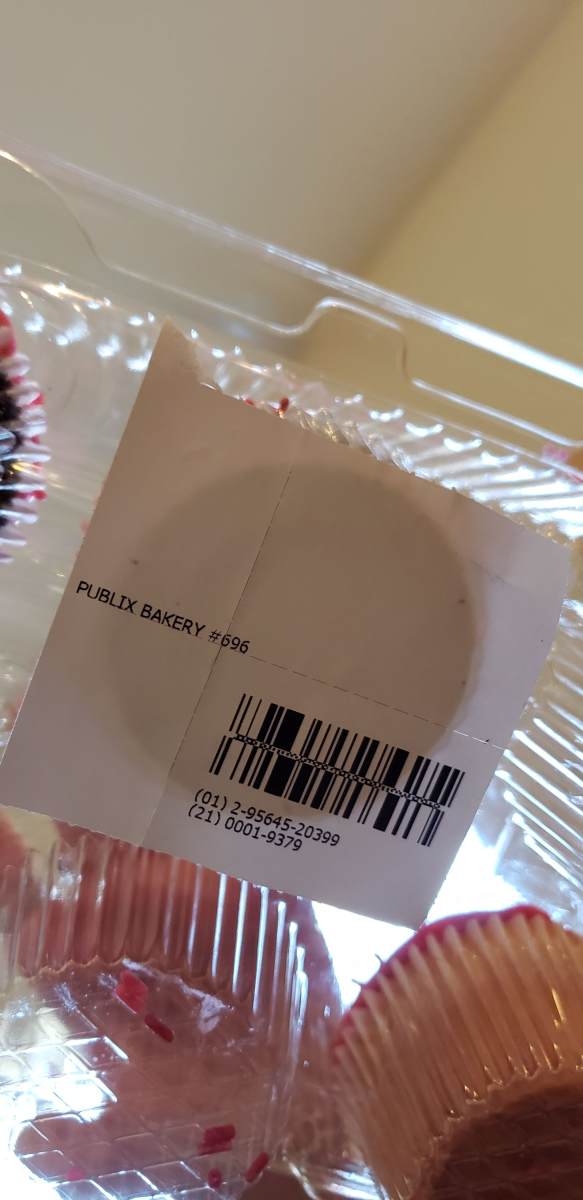 PUBLIX BAKERY #696
(01) 2-95645-20399
(21) 0001-9379